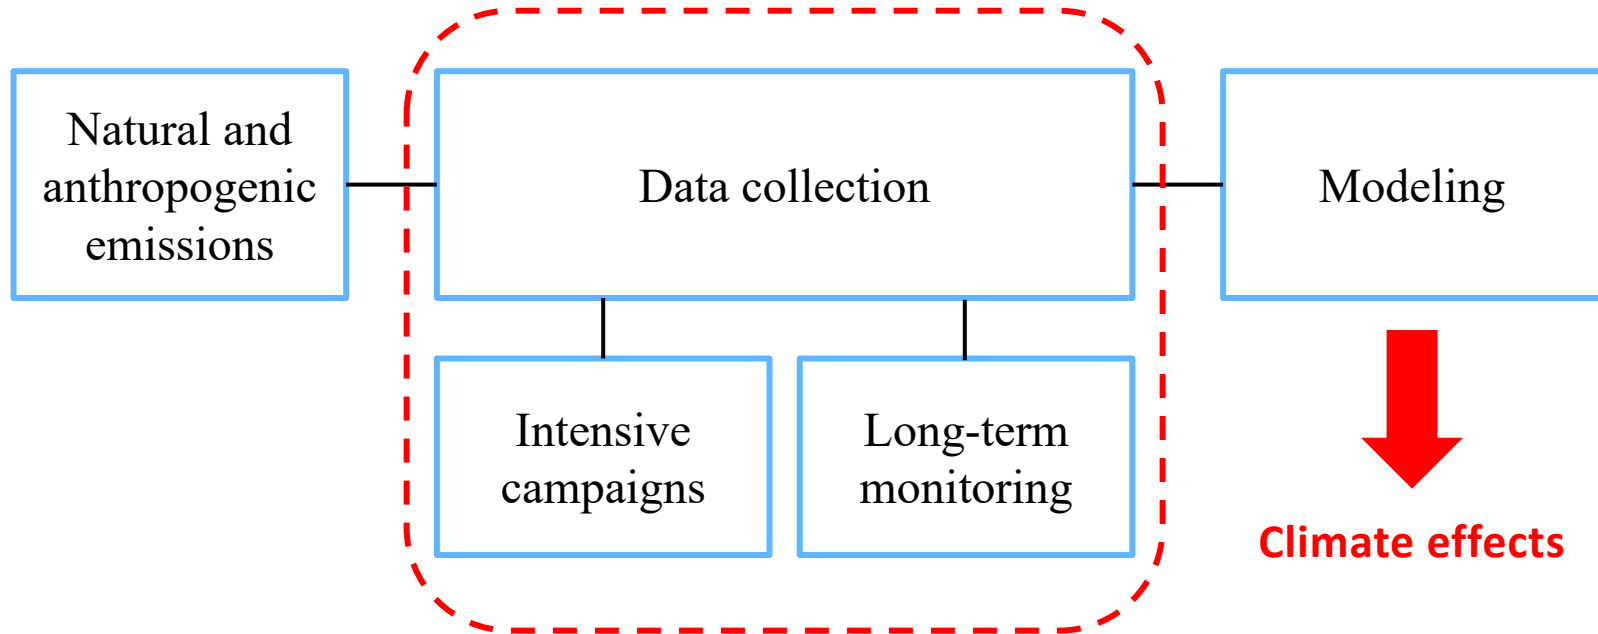 Natural and
anthropogenic
emissions
Data collection
Modeling
Intensive
campaigns
Long-term
monitoring
Climate effects